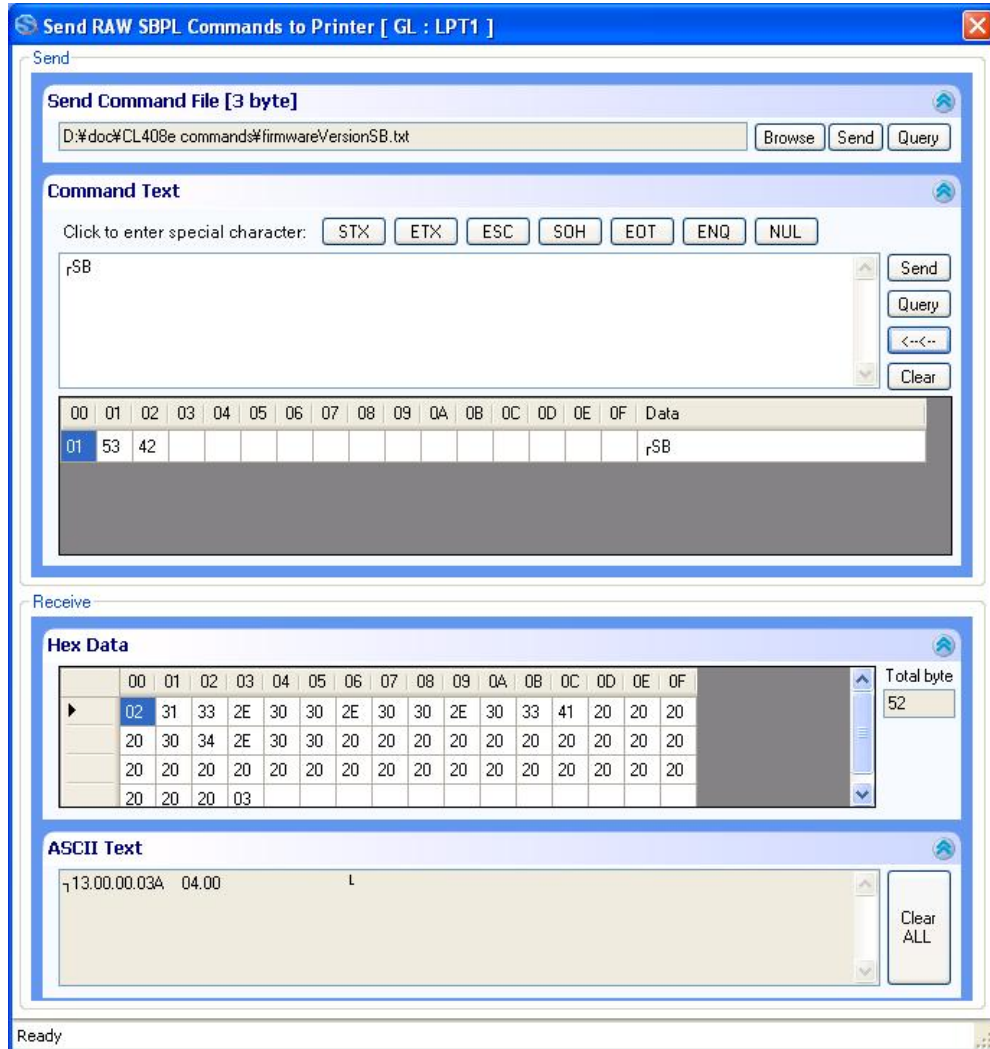 Send RAW SBPL Commands to Printer [ GL : LPT1 ]
Send
Send Command File [3 byte]
D:¥doc¥CL408e commands¥firmwareVersionSB.txt Browse Send Query
Command Text
Click to enter special character: STX ETX ESC SOH EOT ENQ NUL
┌SB
Send
Query
<--<--
Clear
00 01 02 03 04 05 06 07 08 09 0A 0B 0C 0D 0E 0F Data
01 53 42 ┌SB
Receive
Hex Data
00 01 02 03 04 05 06 07 08 09 0A 0B 0C 0D 0E 0F Total byte
02 31 33 2E 30 30 2E 30 30 2E 30 33 41 20 20 20 52
20 30 34 2E 30 30 20 20 20 20 20 20 20 20 20 20
20 20 20 20 20 20 20 20 20 20 20 20 20 20 20 20
20 20 20 03
ASCII Text
┐13.00.00.03A 04.00 └
Clear
ALL
Ready